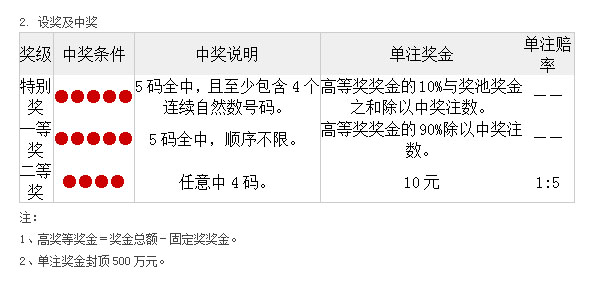 2. 设奖及中奖
奖级 中奖条件 中奖说明 单注奖金 单注赔
率
特别
奖 ●●●●● 5码全中，且至少包含4个
连续自然数号码。 高等奖奖金的10%与奖池奖金
之和除以中奖注数。 ——
一等
奖 ●●●●● 5码全中，顺序不限。 高等奖奖金的90%除以中奖注
数。 ——
二等
奖 ●●●● 任意中4码。 10元 1:5
注：
1、高奖等奖金＝奖金总额－固定奖奖金。
2、单注奖金封顶500万元。